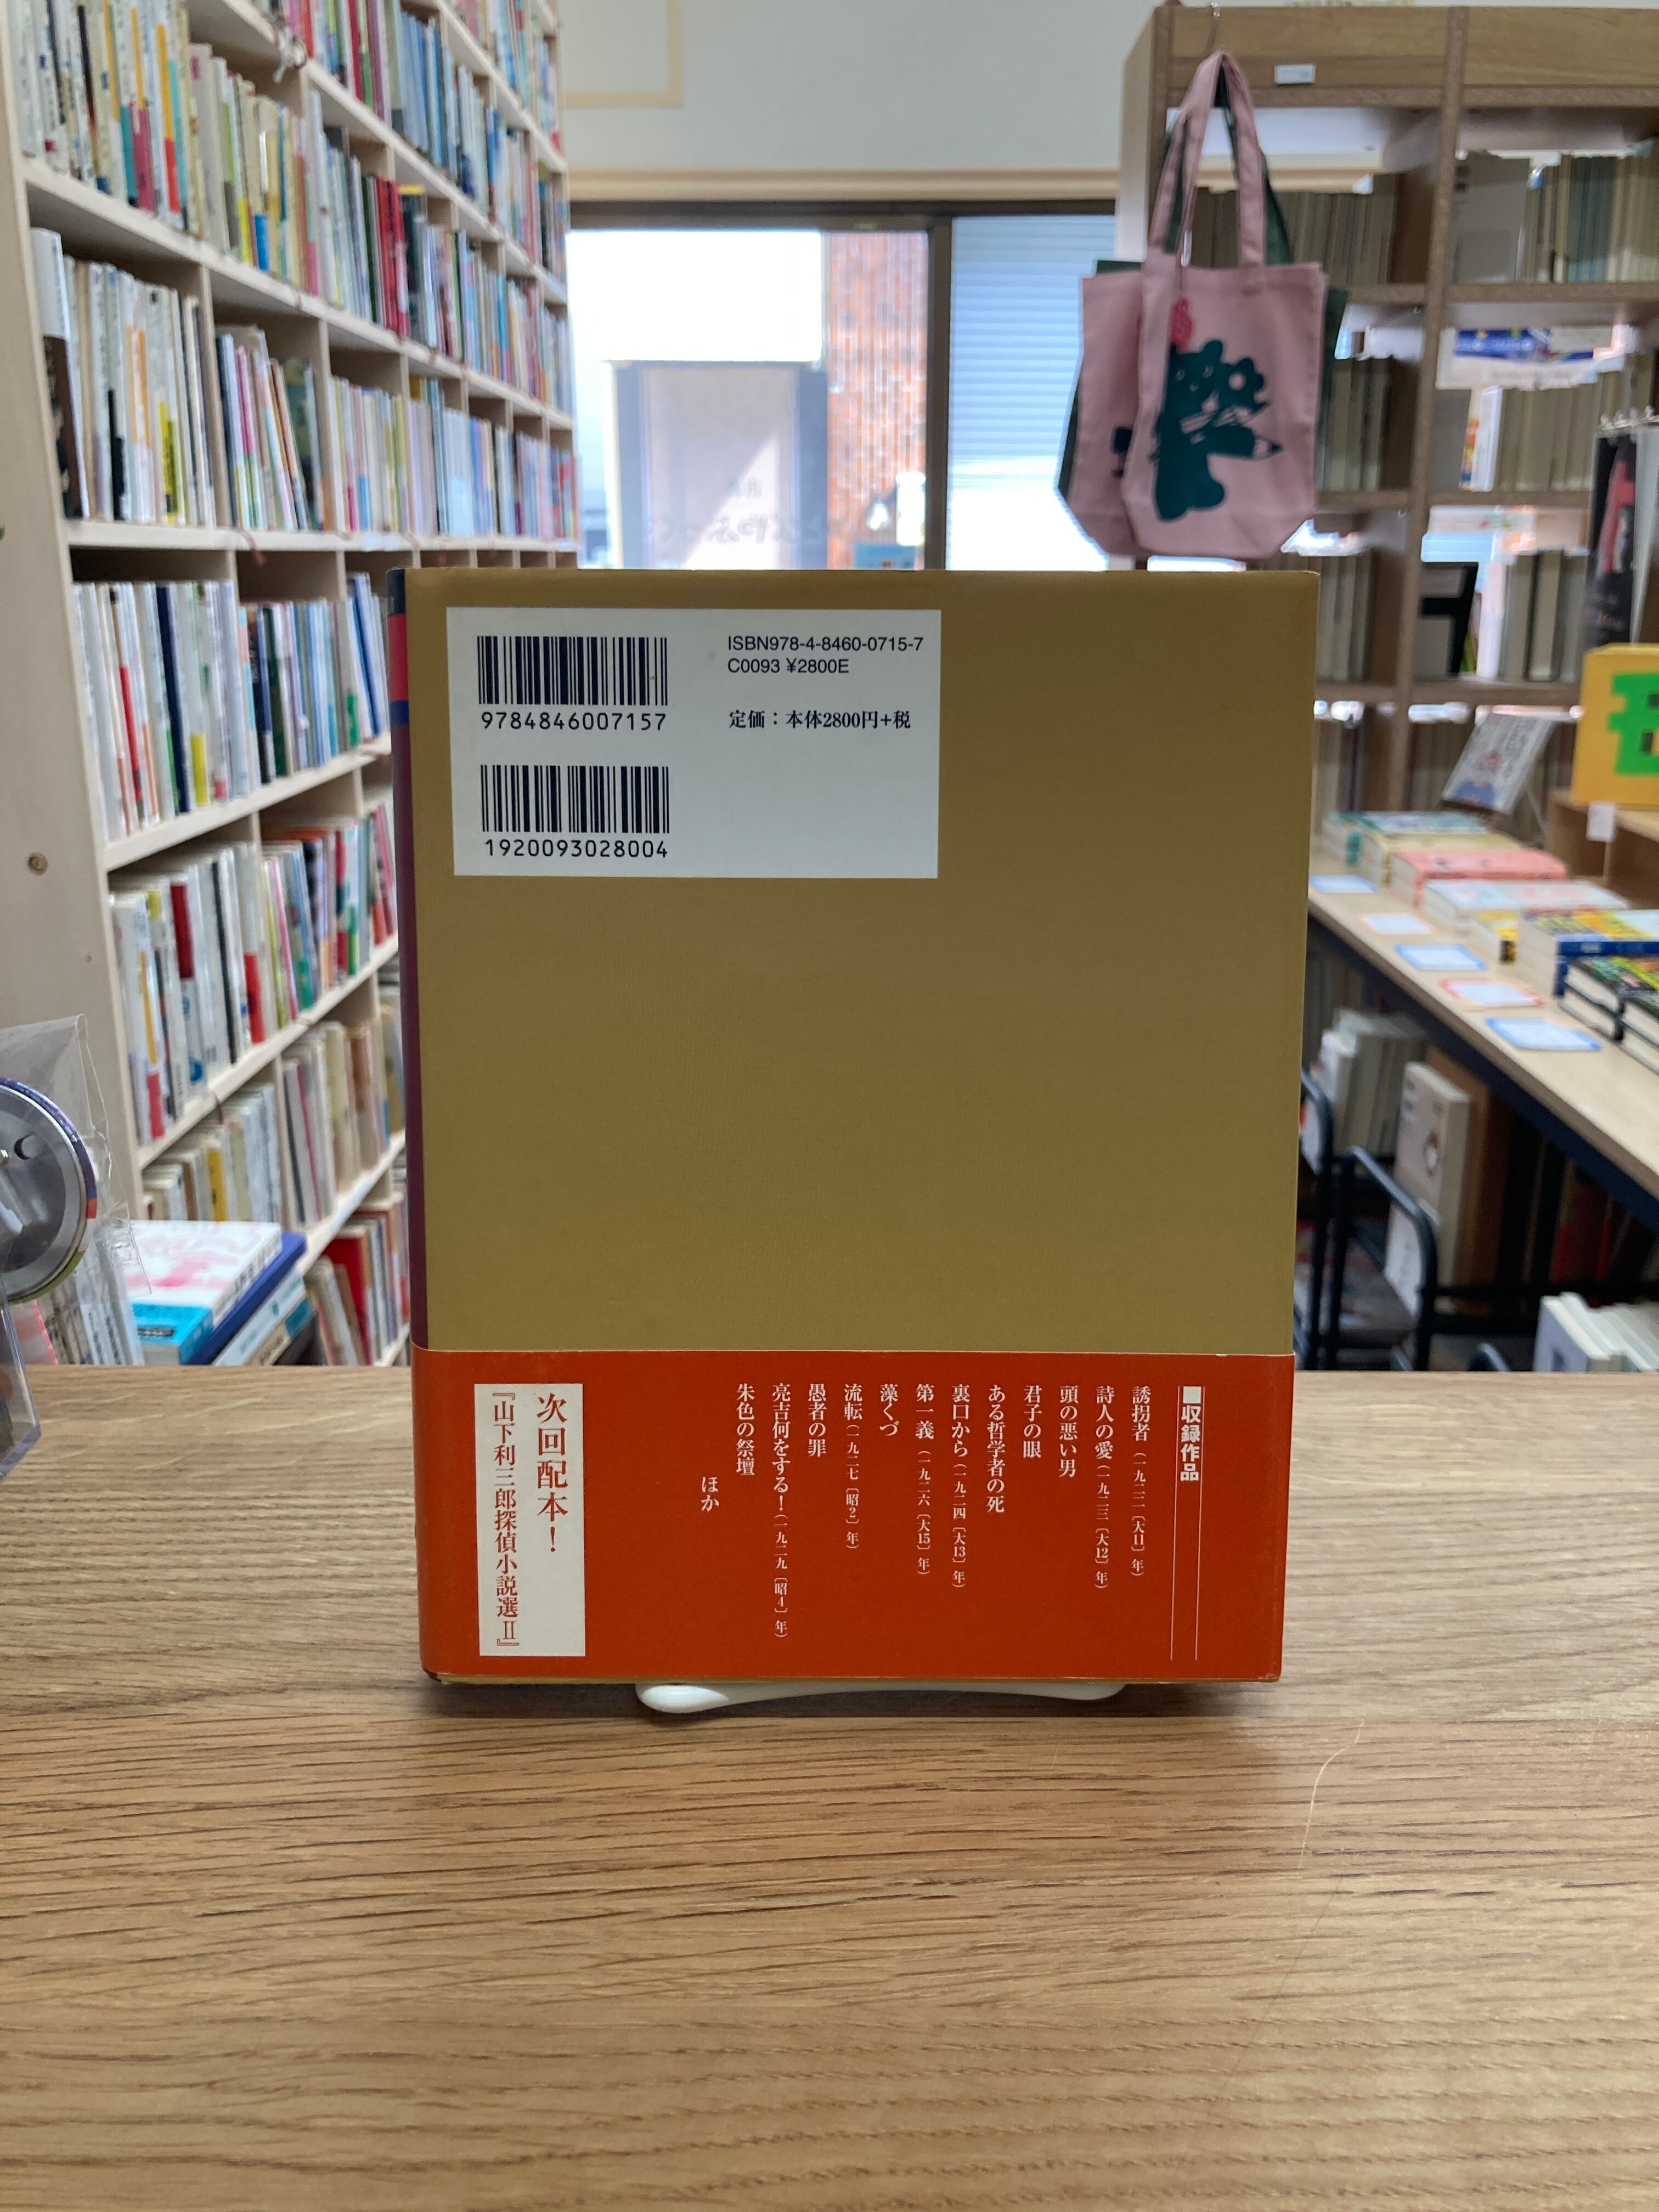 ISBN978-4-8460-0715-7
C0093 ¥2800E
9784846007157
定価：本体2800円+税
1920093028004
■収録作品
誘拐者（一九二二〔大11〕年）
詩人の愛（一九二三〔大12〕年）
頭の悪い男
君子の眼
ある哲学者の死
裏口から（一九二四〔大13〕年）
第一義（一九二六〔大15〕年）
藻くづ
流転（一九二七〔昭2〕年）
愚者の罪
亮吉何をする！（一九二九〔昭4〕年）
朱色の祭壇
ほか
次回配本！
『山下利三郎探偵小説選Ⅱ』